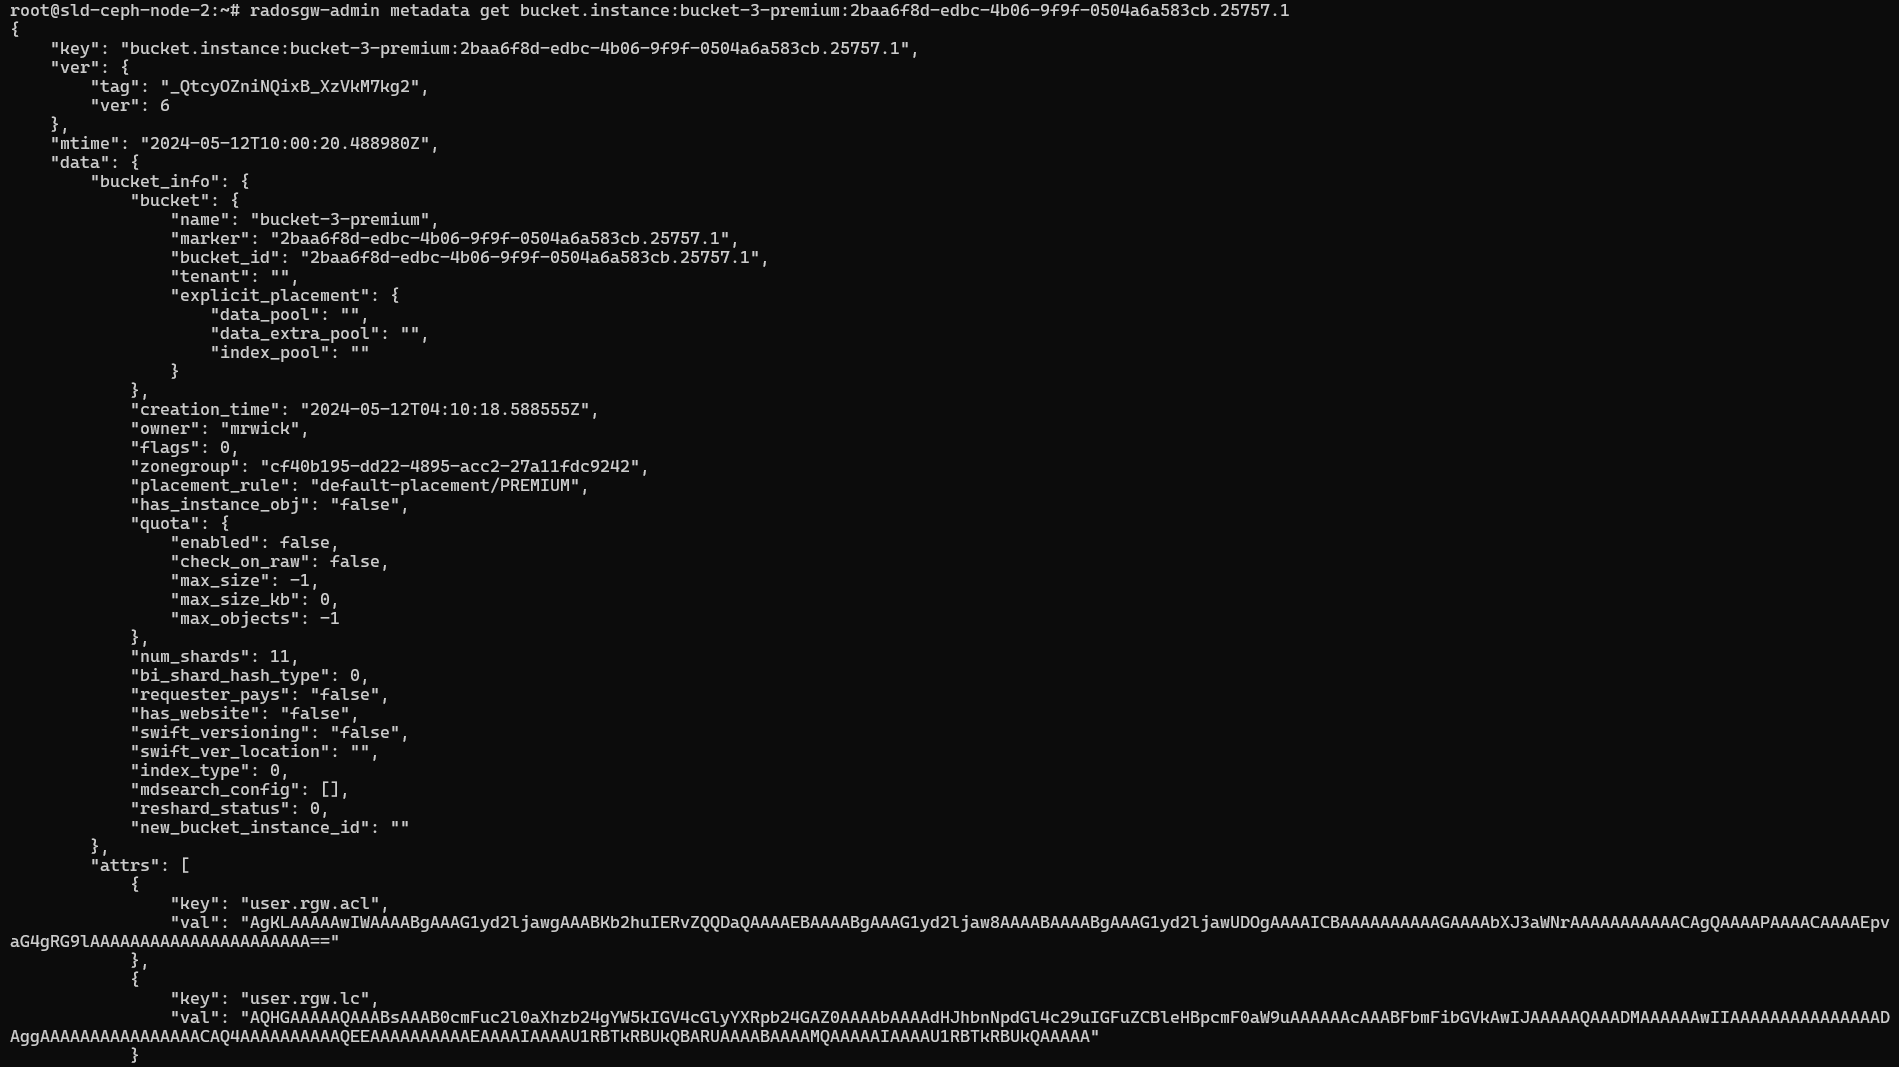 root@sld-ceph-node-2:~# radosgw-admin metadata get bucket.instance:bucket-3-premium:2baa6f8d-edbc-4b06-9f9f-0504a6a583cb.25757.1
{
    "key": "bucket.instance:bucket-3-premium:2baa6f8d-edbc-4b06-9f9f-0504a6a583cb.25757.1",
    "ver": {
        "tag": "_QtcyOZniNQixB_XzVkM7kg2",
        "ver": 6
    },
    "mtime": "2024-05-12T10:00:20.488980Z",
    "data": {
        "bucket_info": {
            "bucket": {
                "name": "bucket-3-premium",
                "marker": "2baa6f8d-edbc-4b06-9f9f-0504a6a583cb.25757.1",
                "bucket_id": "2baa6f8d-edbc-4b06-9f9f-0504a6a583cb.25757.1",
                "tenant": "",
                "explicit_placement": {
                    "data_pool": "",
                    "data_extra_pool": "",
                    "index_pool": ""
                }
            },
            "creation_time": "2024-05-12T04:10:18.588555Z",
            "owner": "mrwick",
            "flags": 0,
            "zonegroup": "cf40b195-dd22-4895-acc2-27a11fdc9242",
            "placement_rule": "default-placement/PREMIUM",
            "has_instance_obj": "false",
            "quota": {
                "enabled": false,
                "check_on_raw": false,
                "max_size": -1,
                "max_size_kb": 0,
                "max_objects": -1
            },
            "num_shards": 11,
            "bi_shard_hash_type": 0,
            "requester_pays": "false",
            "has_website": "false",
            "swift_versioning": "false",
            "swift_ver_location": "",
            "index_type": 0,
            "mdsearch_config": [],
            "reshard_status": 0,
            "new_bucket_instance_id": ""
        },
        "attrs": [
            {
                "key": "user.rgw.acl",
                "val": "AgKLAAAAAwIWAAAABgAAAG1yd2ljawgAAABKb2huIERvZQQDaQAAAAEBAAAABgAAAG1yd2ljaw8AAAABAAAABgAAAG1yd2ljawUDOgAAAAICBAAAAAAAAAAGAAAAbXJ3aWNrAAAAAAAAAAACAgQAAAAPAAAACAAAAEpv
aG4gRG9lAAAAAAAAAAAAAAAAAAAAAA=="
            },
            {
                "key": "user.rgw.lc",
                "val": "AQHGAAAAAQAAABsAAAB0cmFuc2l0aXhzb24gYW5kIGV4cGlyYXRpb24GAZ0AAAAbAAAAdHJhbnNpdGl4c29uIGFuZCBleHBpcmF0aW9uAAAAAAcAAABFbmFibGVkAwIJAAAAAQAAADMAAAAAAwIIAAAAAAAAAAAAAAAD
AggAAAAAAAAAAAAAAAACAQ4AAAAAAAAAAQEEAAAAAAAAAAEAAAAIAAAAU1RBTkRBUkQBARUAAAABAAAAMQAAAAAIAAAAU1RBTkRBUkQAAAAA"
            }